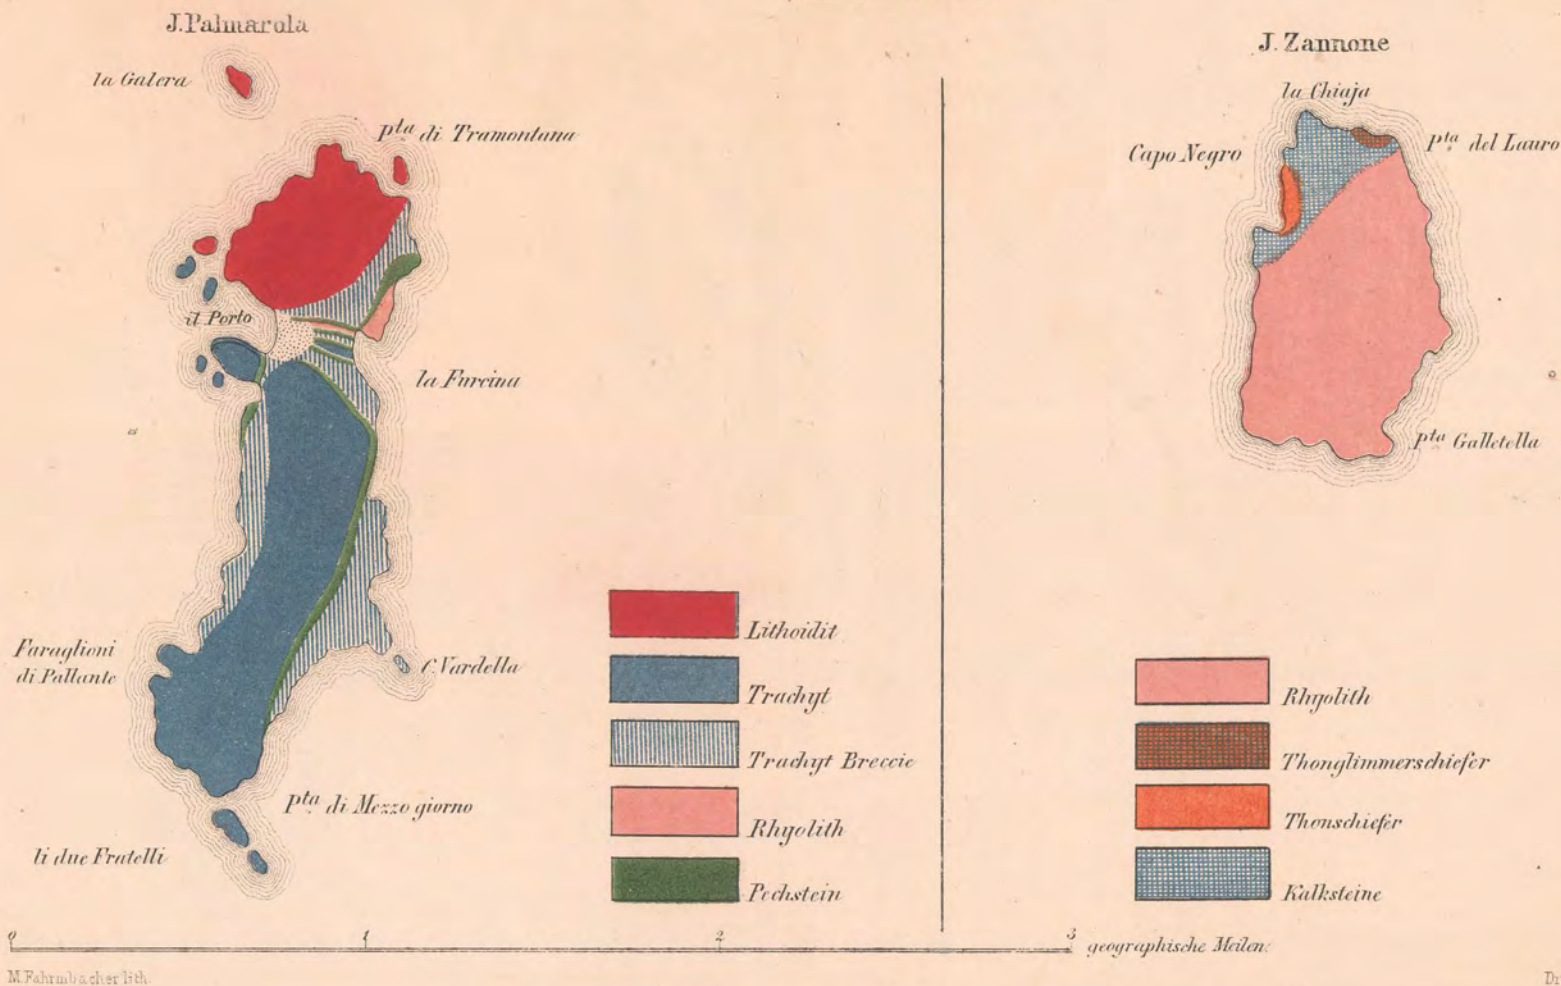 J. Palmarola
la Galera
pta di Tramontana
il Porto
la Furcina
Faraglioni
di Pallante
C. Vardella
pta di Mezzo giorno
li due Fratelli
Lithoidit
Trachyt
Trachyt Breccie
Rhyolith
Pechstein
J. Zannone
la Chiaja
Capo Negro
pta del Lauro
pta Galletella
Rhyolith
Thonglimmerschiefer
Thonschiefer
Kalksteine
0 1 2 3 geographische Meilen.
M. Fahrmbacher lith.